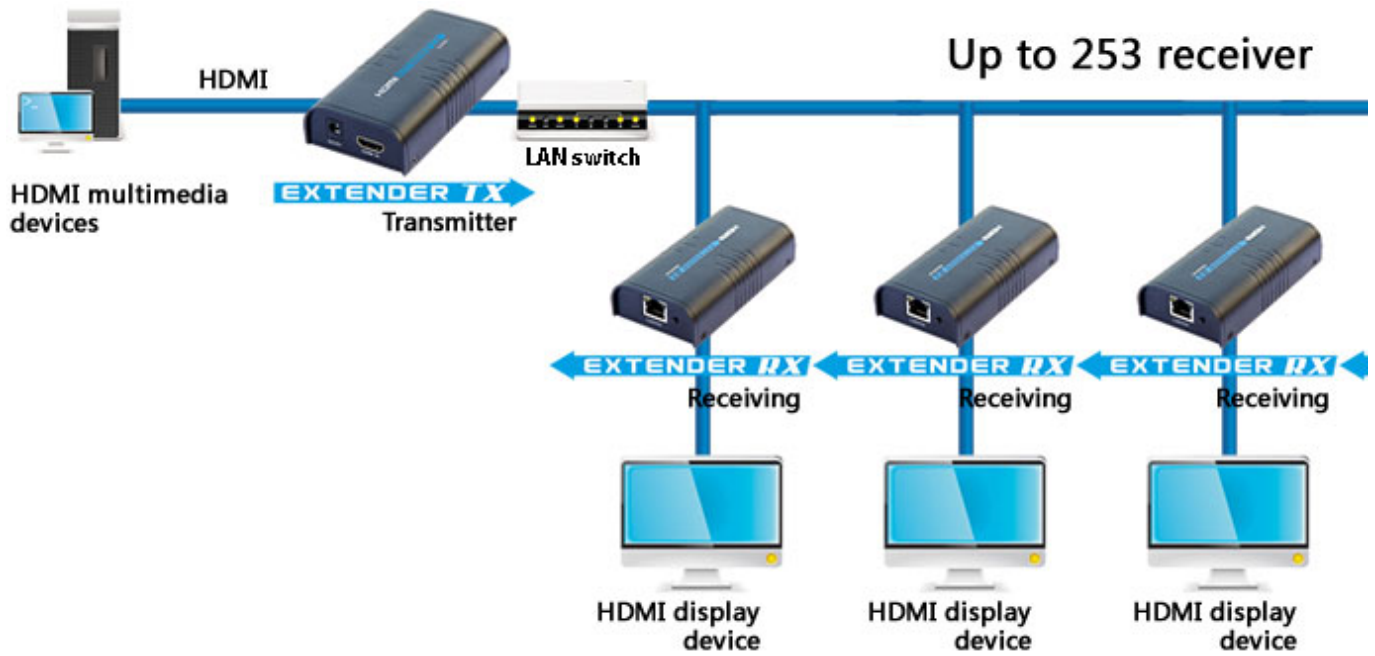 Up to 253 receiver
HDMI
LAN switch
HDMI multimedia
devices
EXTENDER TX
Transmitter
EXTENDER RX
Receiving
EXTENDER RX
Receiving
EXTENDER RX
Receiving
HDMI display
device
HDMI display
device
HDMI display
device